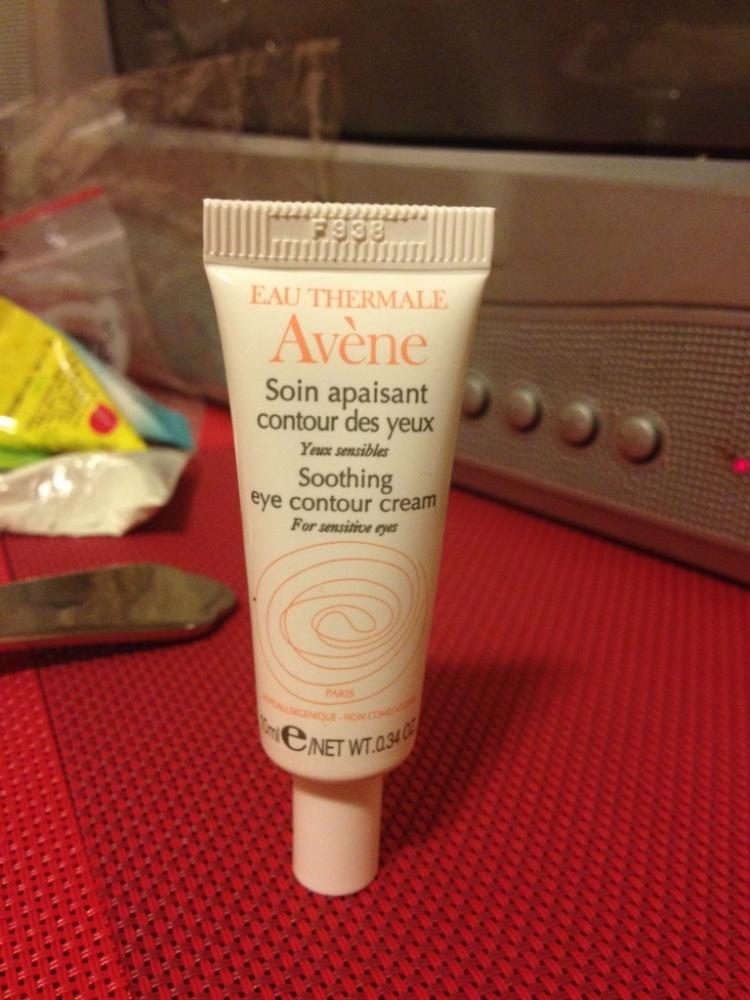 F938
EAU THERMALE
Avène
Soin apaisant
contour des yeux
Yeux sensibles
Soothing
eye contour cream
For sensitive eyes
PARIS
NON
10ml e/NET WT.0.34 OZ.